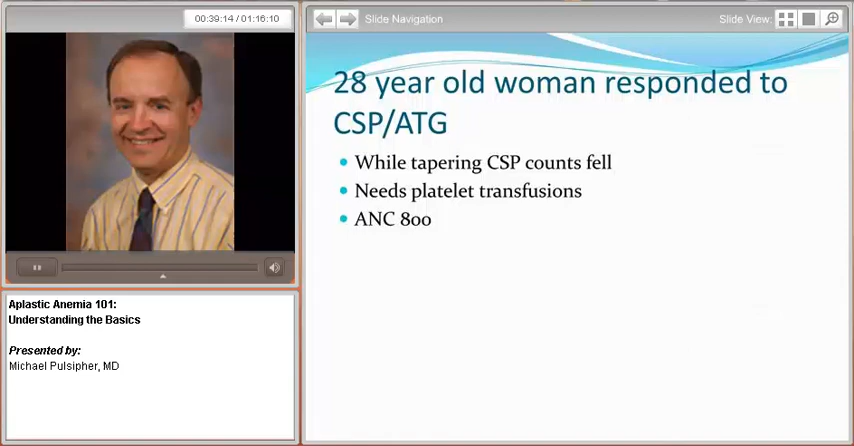 00:39:14 / 01:16:10
Slide Navigation
Slide View:
28 year old woman responded to
CSP/ATG
• While tapering CSP counts fell
• Needs platelet transfusions
• ANC 800
Aplastic Anemia 101:
Understanding the Basics
Presented by:
Michael Pulsipher, MD